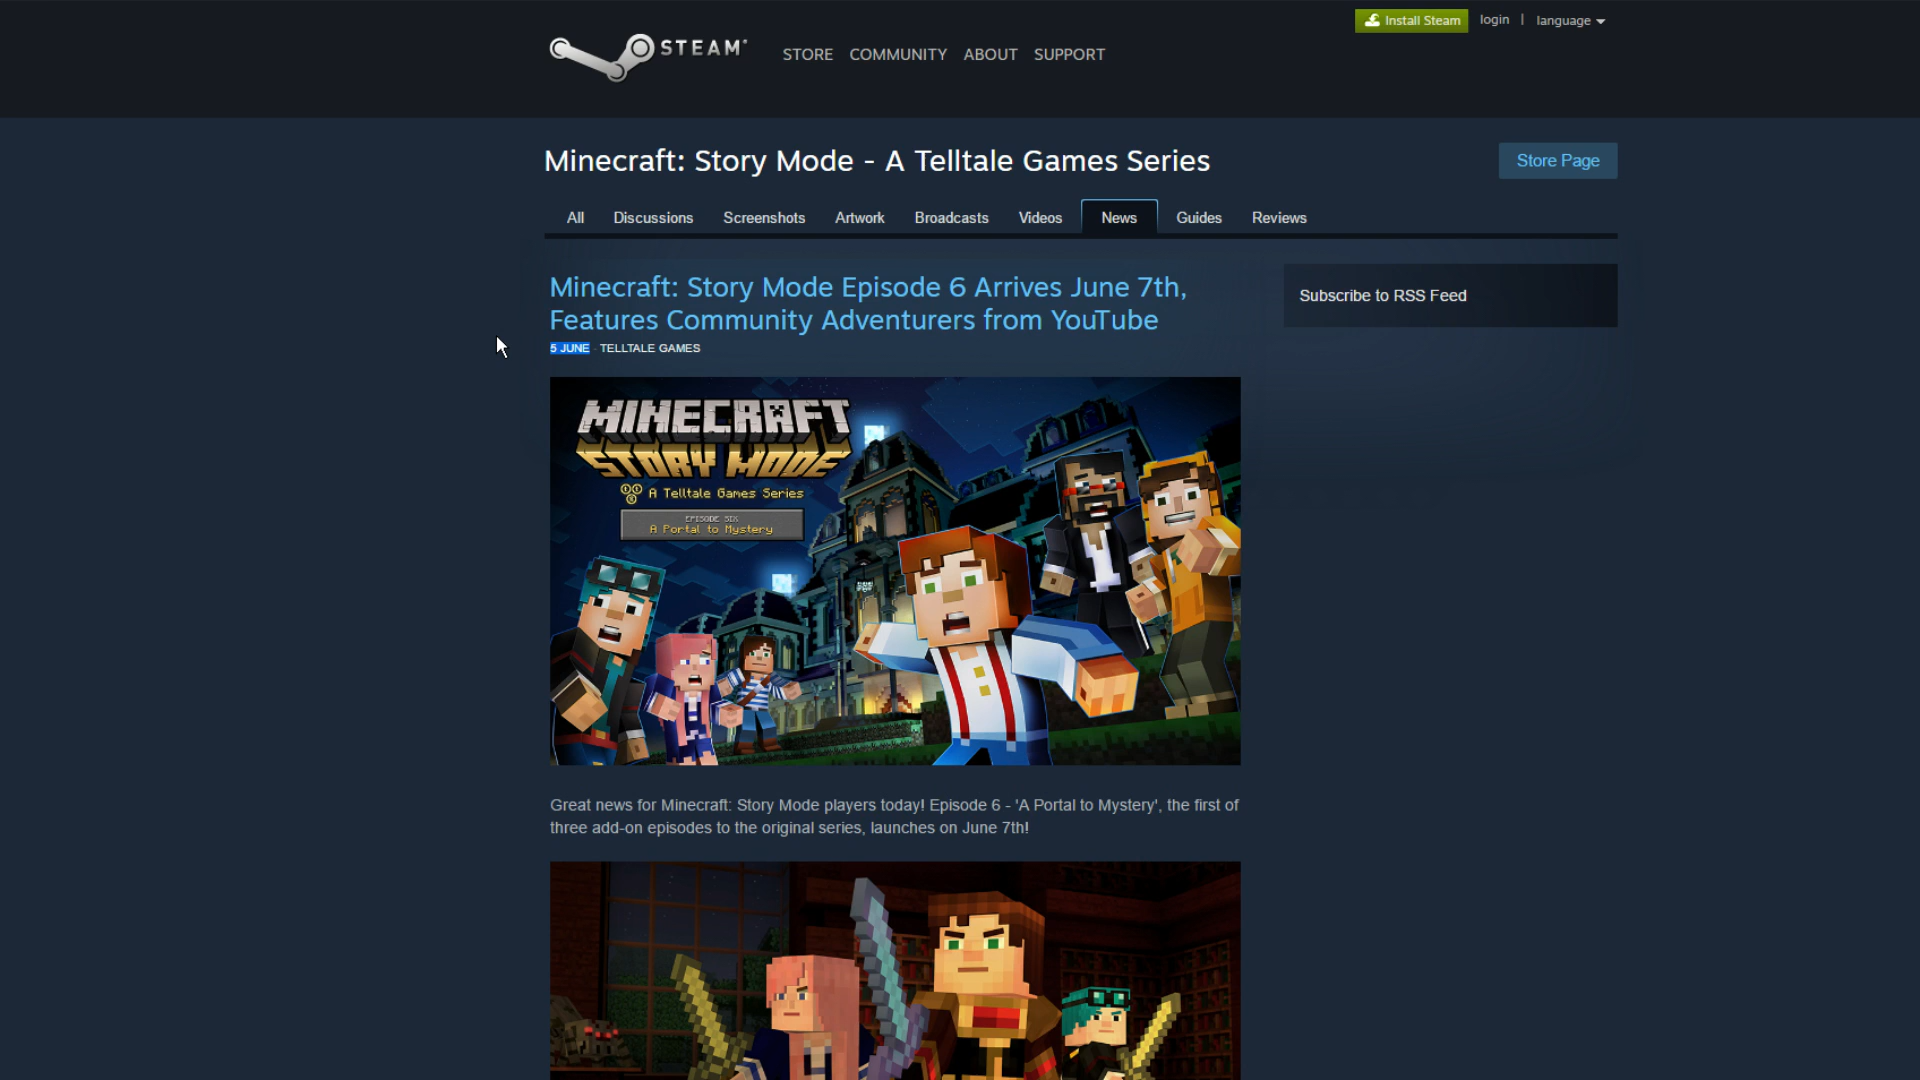 Install Steam
login | language
STEAM
STORE COMMUNITY ABOUT SUPPORT
Minecraft: Story Mode - A Telltale Games Series
Store Page
All Discussions Screenshots Artwork Broadcasts Videos News Guides Reviews
Minecraft: Story Mode Episode 6 Arrives June 7th,
Features Community Adventurers from YouTube
5 JUNE - TELLTALE GAMES
Subscribe to RSS Feed
MINECRAFT
STORY MODE
A Telltale Games Series
EPISODE SIX
A Portal to Mystery
Great news for Minecraft: Story Mode players today! Episode 6 - 'A Portal to Mystery', the first of
three add-on episodes to the original series, launches on June 7th!